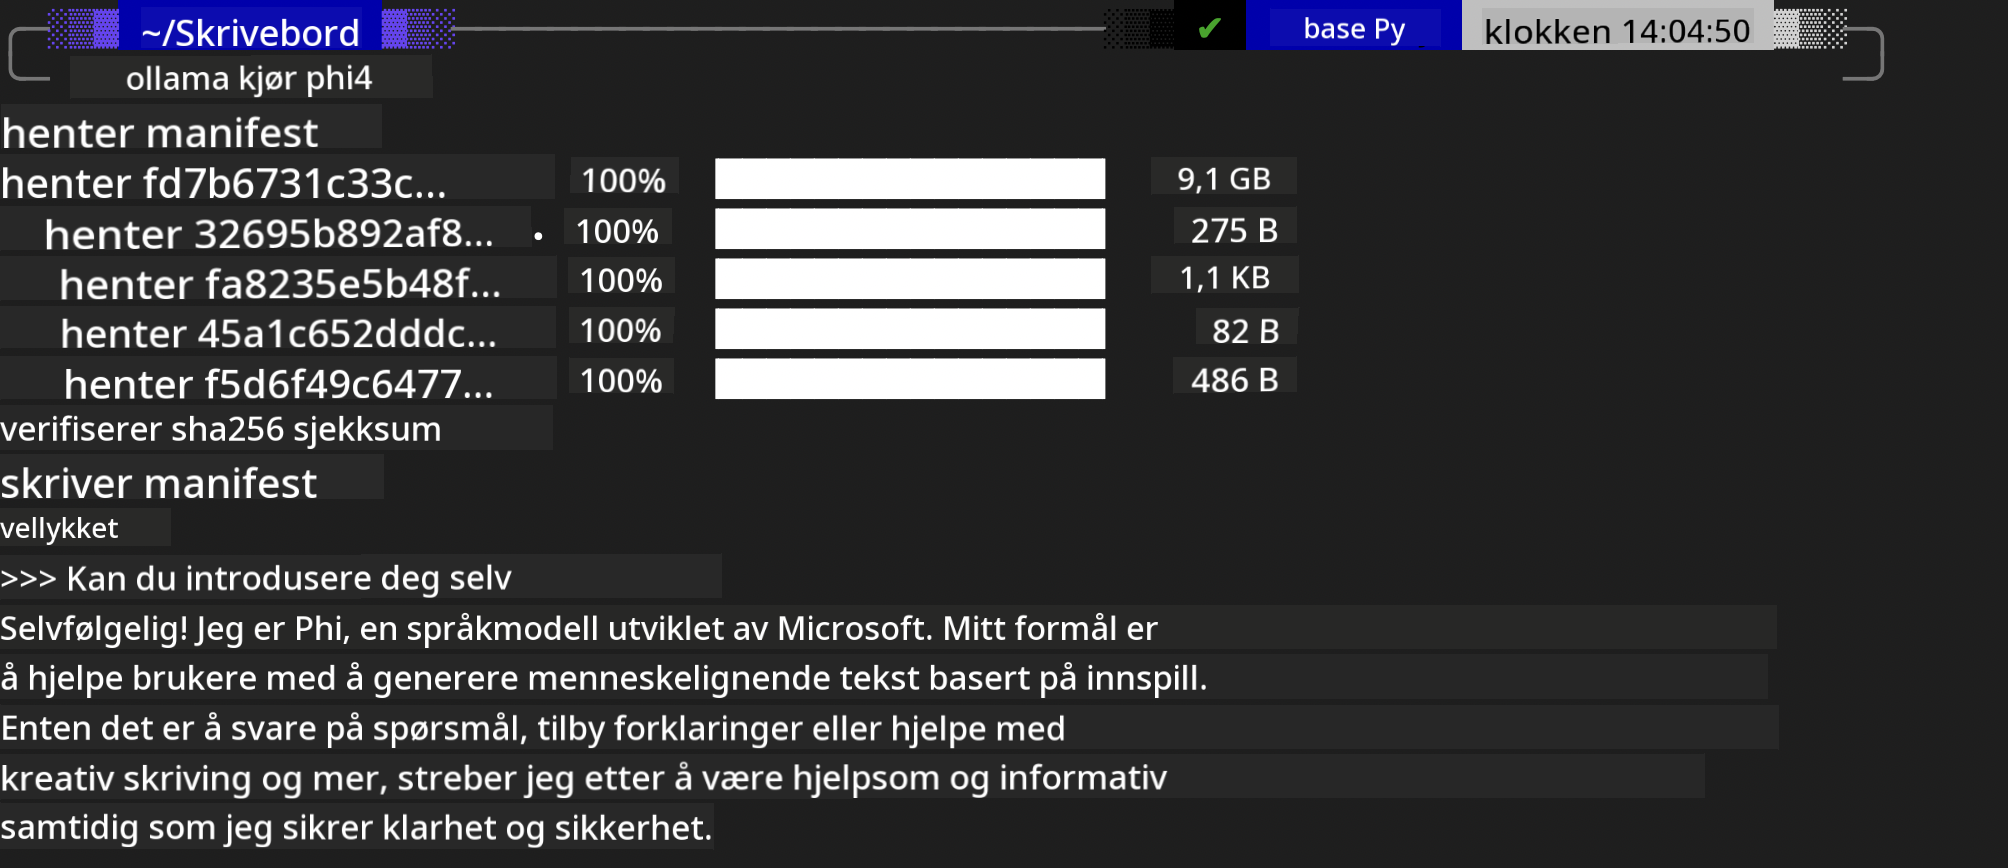 ~/Skrivebord
✔ base Py klokken 14:04:50
ollama kjør phi4
henter manifest
henter fd7b6731c33c... 100% 9,1 GB
henter 32695b892af8... 100% 275 B
henter fa8235e5b48f... 100% 1,1 KB
henter 45a1c652dddc... 100% 82 B
henter f5d6f49c6477... 100% 486 B
verifiserer sha256 sjekksum
skriver manifest
vellykket
>>> Kan du introdusere deg selv
Selvfølgelig! Jeg er Phi, en språkmodell utviklet av Microsoft. Mitt formål er
å hjelpe brukere med å generere menneskelignende tekst basert på innspill.
Enten det er å svare på spørsmål, tilby forklaringer eller hjelpe med
kreativ skriving og mer, streber jeg etter å være hjelpsom og informativ
samtidig som jeg sikrer klarhet og sikkerhet.